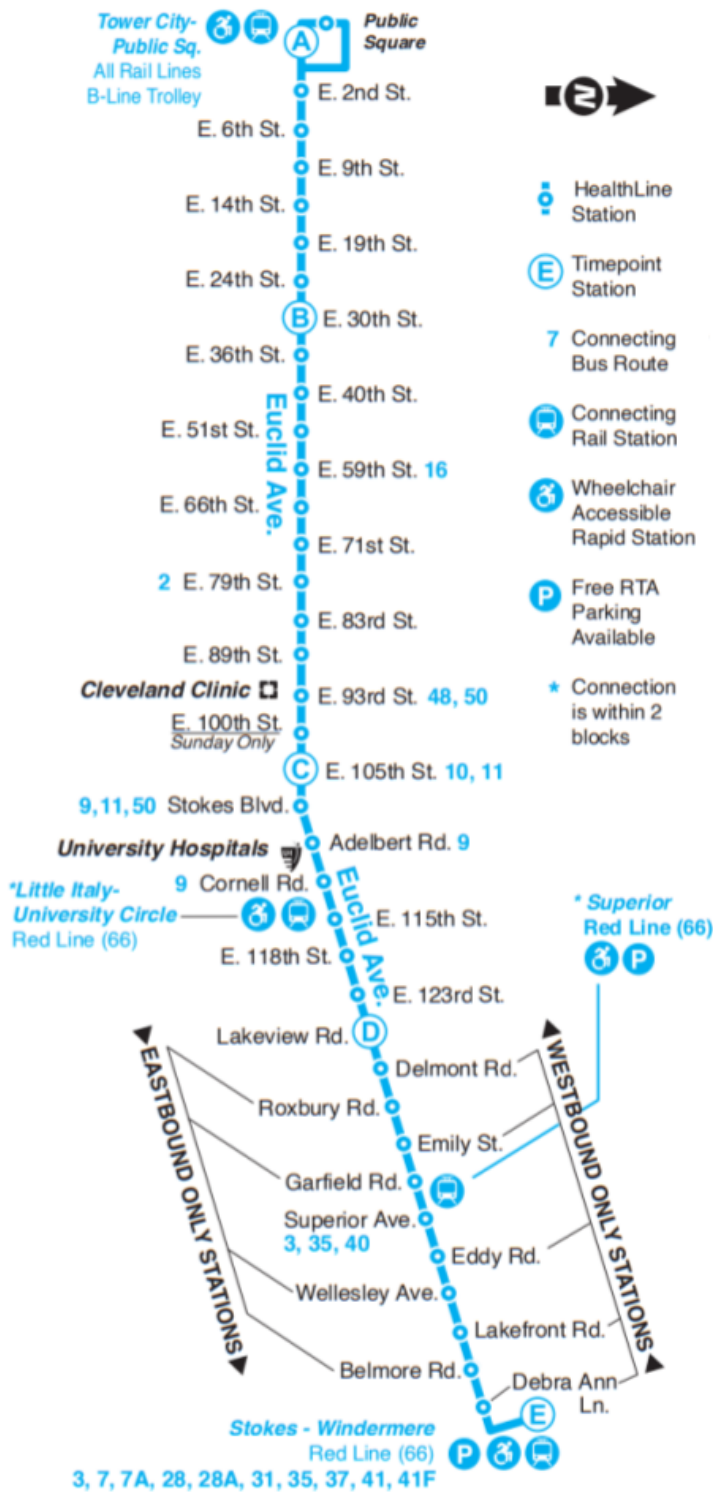 Tower City-
Public Sq.
All Rail Lines
B-Line Trolley
A
Public
Square
E. 2nd St.
E. 6th St.
E. 9th St.
E. 14th St.
E. 19th St.
E. 24th St.
B E. 30th St.
E. 36th St.
E. 40th St.
Euclid Ave.
E. 51st St.
E. 59th St. 16
E. 66th St.
E. 71st St.
2 E. 79th St.
E. 83rd St.
E. 89th St.
Cleveland Clinic
E. 93rd St. 48, 50
E. 100th St.
Sunday Only
C E. 105th St. 10, 11
9,11,50 Stokes Blvd.
Adelbert Rd. 9
University Hospitals
9 Cornell Rd.
Euclid Ave.
*Little Italy-
University Circle
Red Line (66)
E. 115th St.
E. 118th St.
E. 123rd St.
Lakeview Rd. D
Delmont Rd.
Roxbury Rd.
Emily St.
Garfield Rd.
Superior Ave.
3, 35, 40
Eddy Rd.
Wellesley Ave.
Lakefront Rd.
Belmore Rd.
Debra Ann
Ln.
E
EASTBOUND ONLY STATIONS
WESTBOUND ONLY STATIONS
* Superior
Red Line (66)
P
Stokes - Windermere
Red Line (66) P
3, 7, 7A, 28, 28A, 31, 35, 37, 41, 41F
N
HealthLine
Station
E Timepoint
Station
7 Connecting
Bus Route
Connecting
Rail Station
Wheelchair
Accessible
Rapid Station
P Free RTA
Parking
Available
* Connection
is within 2
blocks